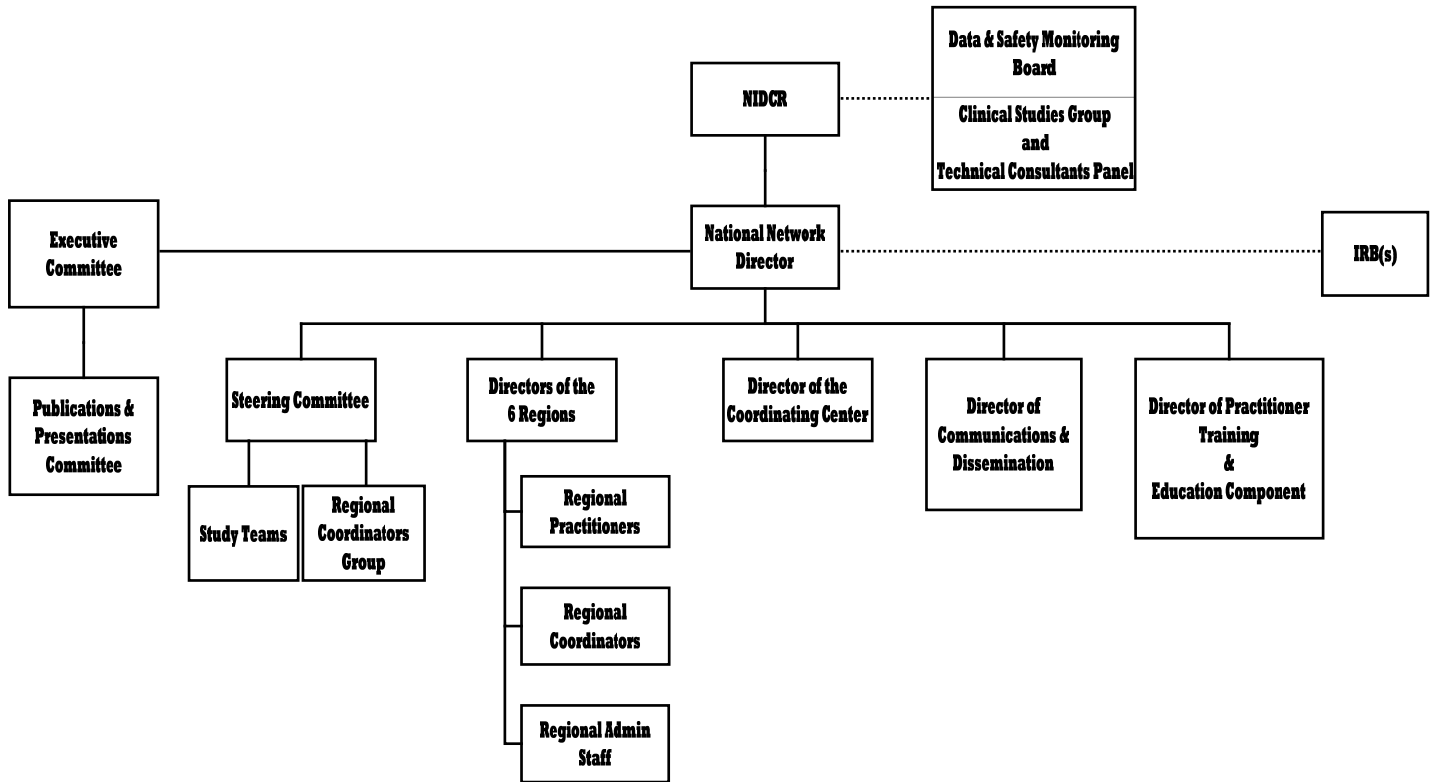 Data & Safety Monitoring
Board
NIDCR
Clinical Studies Group
and
Technical Consultants Panel
Executive
Committee
National Network
Director
IRB(s)
Publications &
Presentations
Committee
Steering Committee
Directors of the
6 Regions
Director of the
Coordinating Center
Director of
Communications &
Dissemination
Director of Practitioner
Training
&
Education Component
Study Teams
Regional
Coordinators
Group
Regional
Practitioners
Regional
Coordinators
Regional Admin
Staff